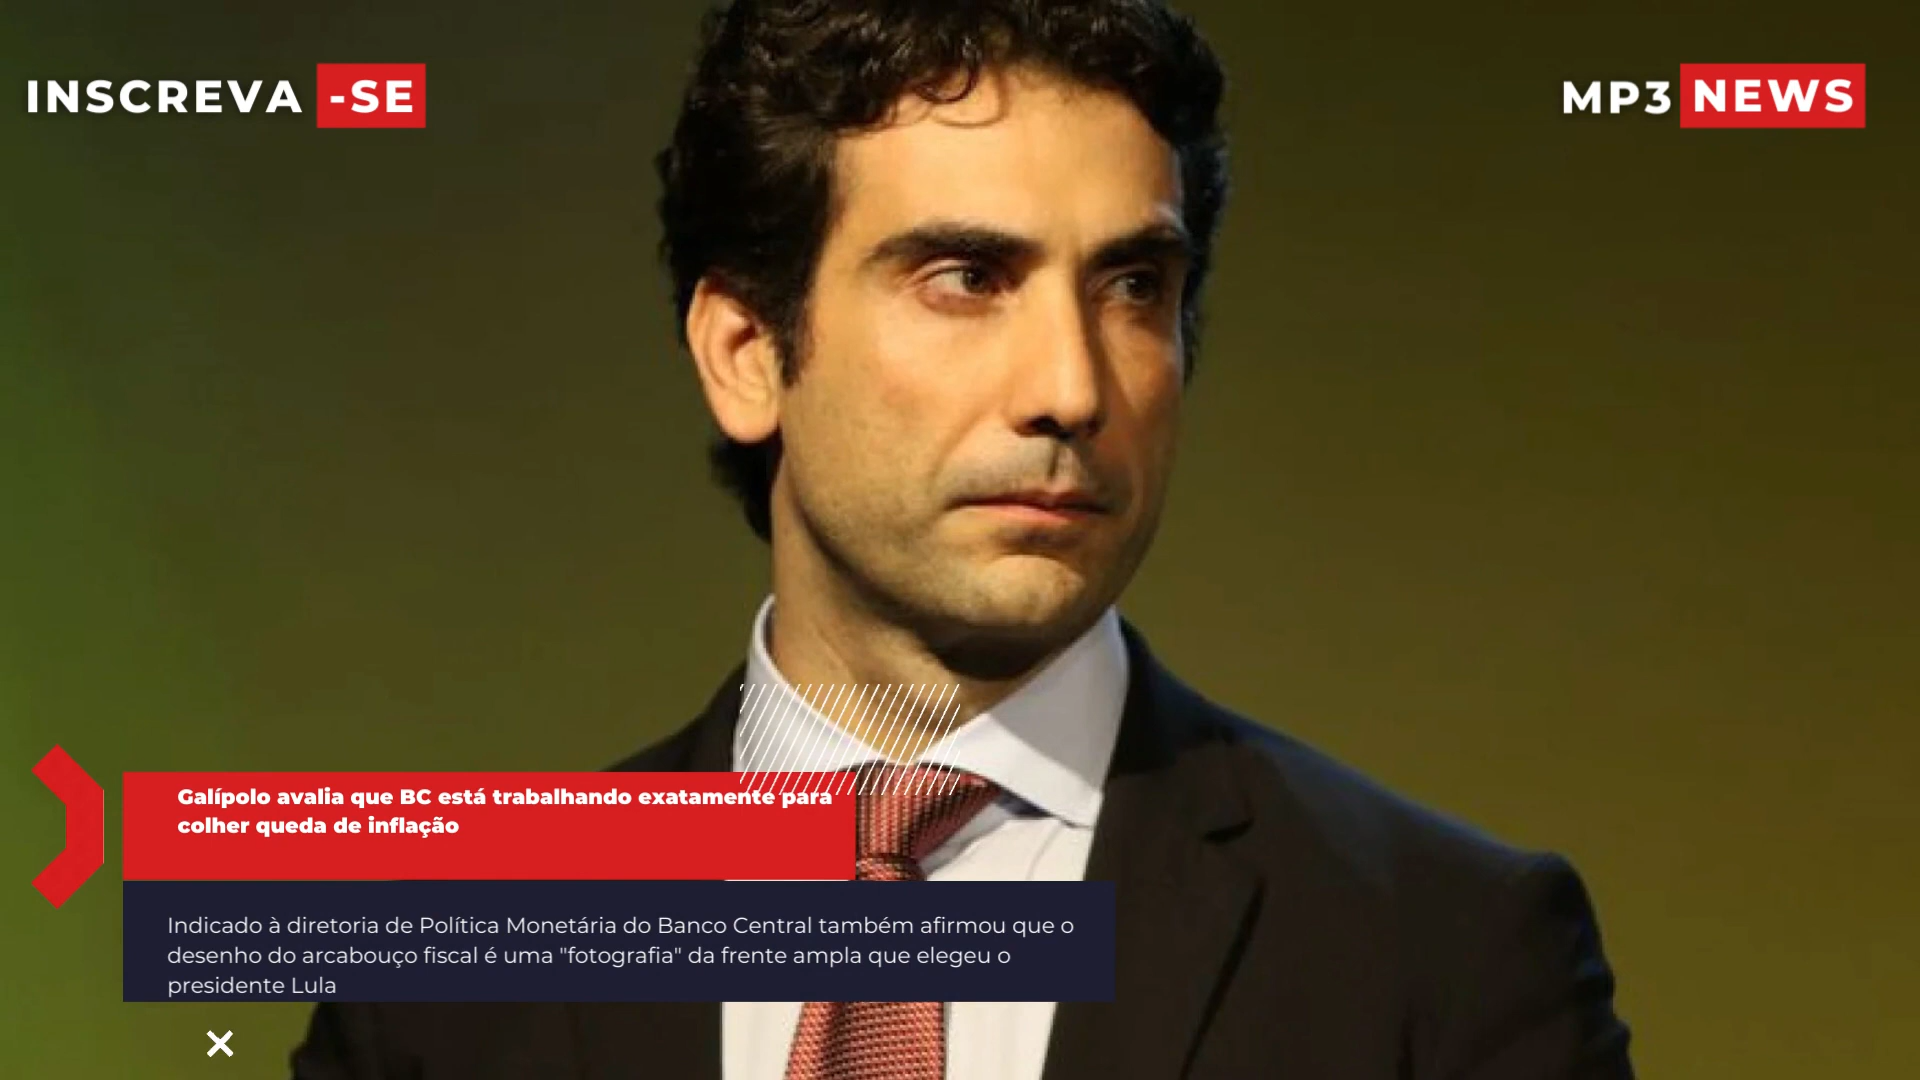 INSCREVA -SE
MP3 NEWS
Galípolo avalia que BC está trabalhando exatamente para
colher queda de inflação
Indicado à diretoria de Política Monetária do Banco Central também afirmou que o
desenho do arcabouço fiscal é uma "fotografia" da frente ampla que elegeu o
presidente Lula